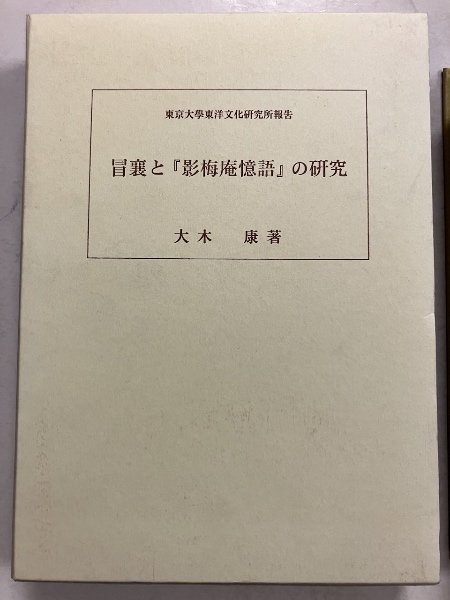 東京大學東洋文化研究所報告
冒襄と『影梅庵憶語』の研究
大木 康著